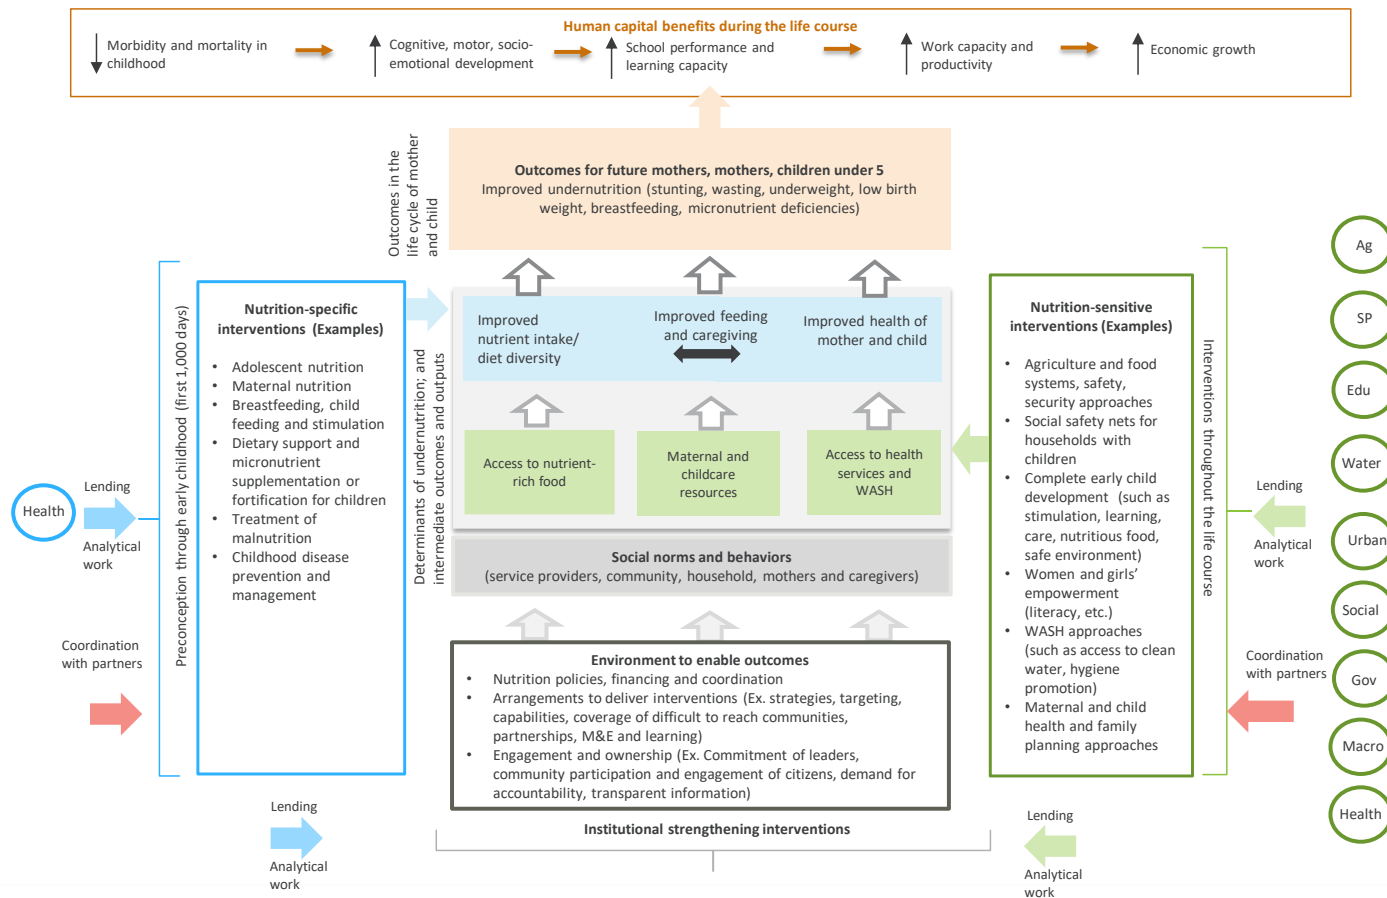 Human capital benefits during the life course
Morbidity and mortality in
childhood
Cognitive, motor, socio-
emotional development
School performance and
learning capacity
Work capacity and
productivity
Economic growth
Outcomes in the
life cycle of mother
and child
Outcomes for future mothers, mothers, children under 5
Improved undernutrition (stunting, wasting, underweight, low birth
weight, breastfeeding, micronutrient deficiencies)
Health
Lending
Analytical
work
Coordination
with partners
Preconception through early childhood (first 1,000 days)
Nutrition-specific
interventions (Examples)
• Adolescent nutrition
• Maternal nutrition
• Breastfeeding, child
feeding and stimulation
• Dietary support and
micronutrient
supplementation or
fortification for children
• Treatment of
malnutrition
• Childhood disease
prevention and
management
Determinants of undernutrition; and
intermediate outcomes and outputs
Improved
nutrient intake/
diet diversity
Improved feeding
and caregiving
Improved health of
mother and child
Access to nutrient-
rich food
Maternal and
childcare
resources
Access to health
services and
WASH
Social norms and behaviors
(service providers, community, household, mothers and caregivers)
Environment to enable outcomes
• Nutrition policies, financing and coordination
• Arrangements to deliver interventions (Ex. strategies, targeting,
capabilities, coverage of difficult to reach communities,
partnerships, M&E and learning)
• Engagement and ownership (Ex. Commitment of leaders,
community participation and engagement of citizens, demand for
accountability, transparent information)
Institutional strengthening interventions
Lending
Analytical
work
Lending
Analytical
work
Nutrition-sensitive
interventions (Examples)
• Agriculture and food
systems, safety,
security approaches
• Social safety nets for
households with
children
• Complete early child
development (such as
stimulation, learning,
care, nutritious food,
safe environment)
• Women and girls'
empowerment
(literacy, etc.)
• WASH approaches
(such as access to clean
water, hygiene
promotion)
• Maternal and child
health and family
planning approaches
Interventions throughout the life course
Lending
Analytical
work
Coordination
with partners
Ag
SP
Edu
Water
Urban
Social
Gov
Macro
Health